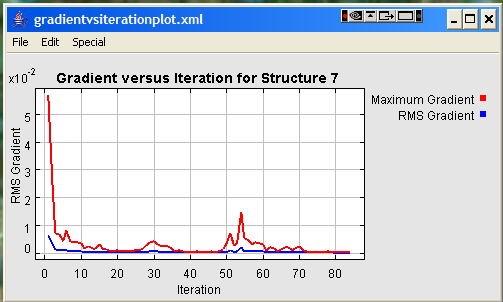 gradientvsiterationplot.xml
File Edit Special
x10-2
Gradient versus Iteration for Structure 7
Maximum Gradient
RMS Gradient
RMS Gradient
5
4
3
2
1
0
0 10 20 30 40 50 60 70 80
Iteration